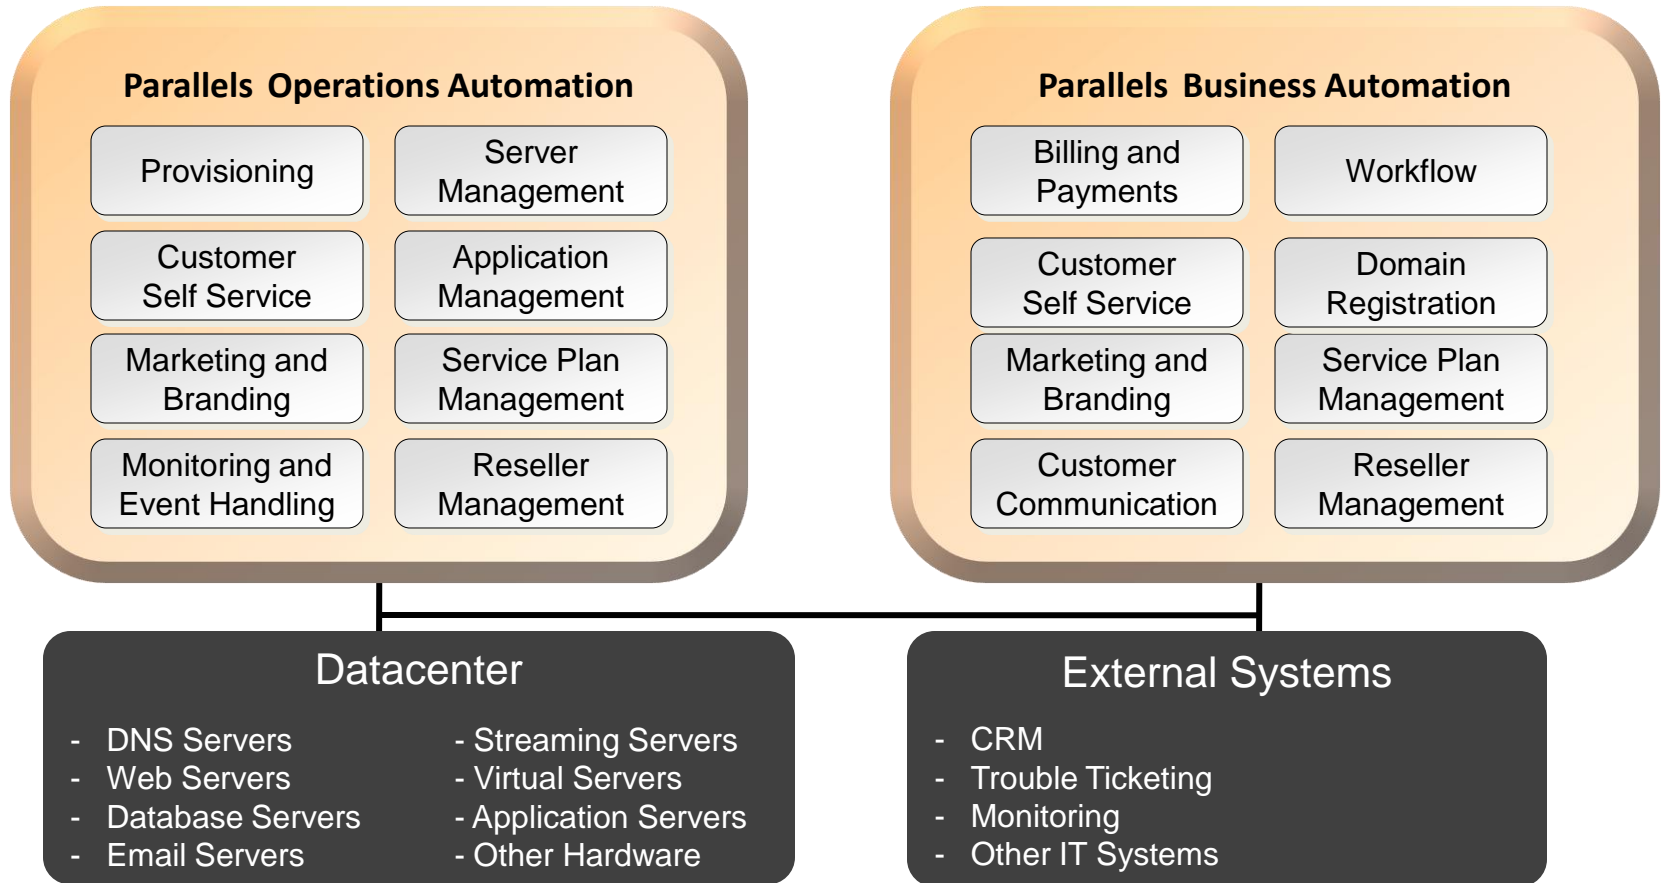 Parallels Operations Automation
Provisioning
Server
Management
Customer
Self Service
Application
Management
Marketing and
Branding
Service Plan
Management
Monitoring and
Event Handling
Reseller
Management
Parallels Business Automation
Billing and
Payments
Workflow
Customer
Self Service
Domain
Registration
Marketing and
Branding
Service Plan
Management
Customer
Communication
Reseller
Management
Datacenter
- DNS Servers
- Web Servers
- Database Servers
- Email Servers
- Streaming Servers
- Virtual Servers
- Application Servers
- Other Hardware
External Systems
- CRM
- Trouble Ticketing
- Monitoring
- Other IT Systems